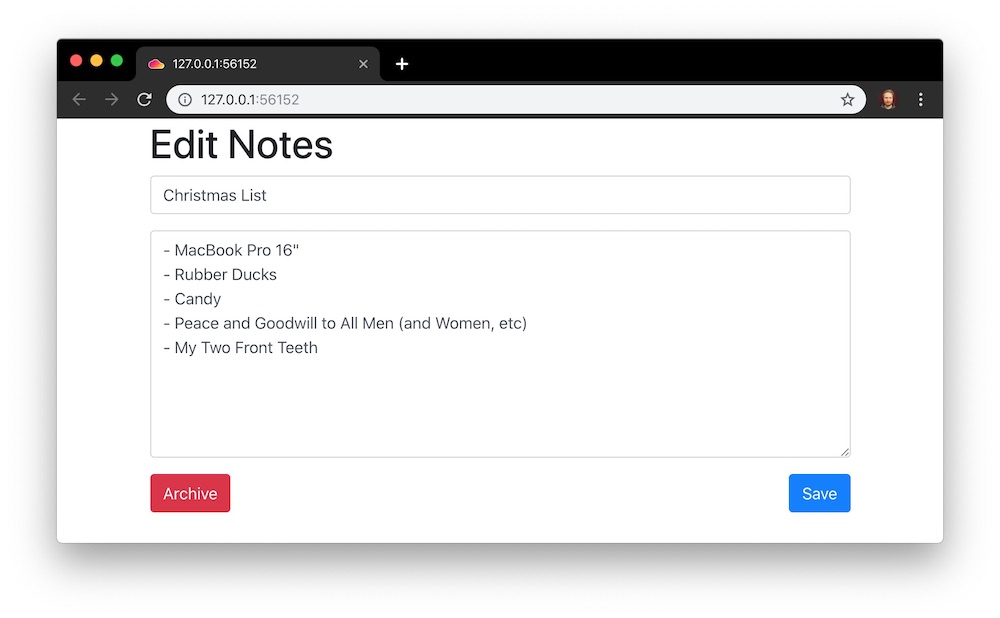 127.0.0.1:56152
127.0.0.1:56152
Edit Notes
Christmas List
- MacBook Pro 16"
- Rubber Ducks
- Candy
- Peace and Goodwill to All Men (and Women, etc)
- My Two Front Teeth
Archive
Save